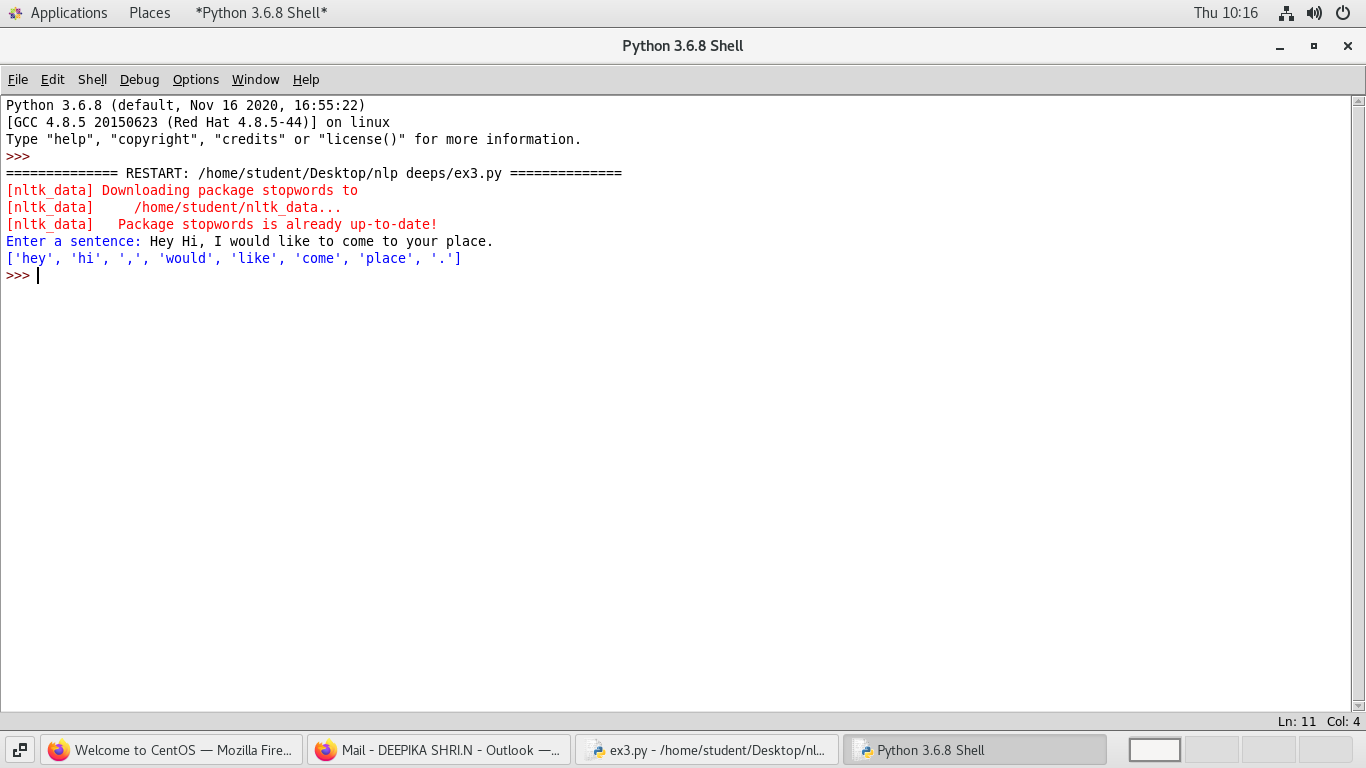 Applications Places *Python 3.6.8 Shell* Thu 10:16
Python 3.6.8 Shell
File Edit Shell Debug Options Window Help
Python 3.6.8 (default, Nov 16 2020, 16:55:22)
[GCC 4.8.5 20150623 (Red Hat 4.8.5-44)] on linux
Type "help", "copyright", "credits" or "license()" for more information.
>>>
============== RESTART: /home/student/Desktop/nlp deeps/ex3.py ==============
[nltk_data] Downloading package stopwords to
[nltk_data]     /home/student/nltk_data...
[nltk_data]   Package stopwords is already up-to-date!
Enter a sentence: Hey Hi, I would like to come to your place.
['hey', 'hi', ',', 'would', 'like', 'come', 'place', '.']
>>>
Ln: 11 Col: 4
Welcome to CentOS — Mozilla Fire... Mail - DEEPIKA SHRI.N - Outlook —... ex3.py - /home/student/Desktop/nl... Python 3.6.8 Shell